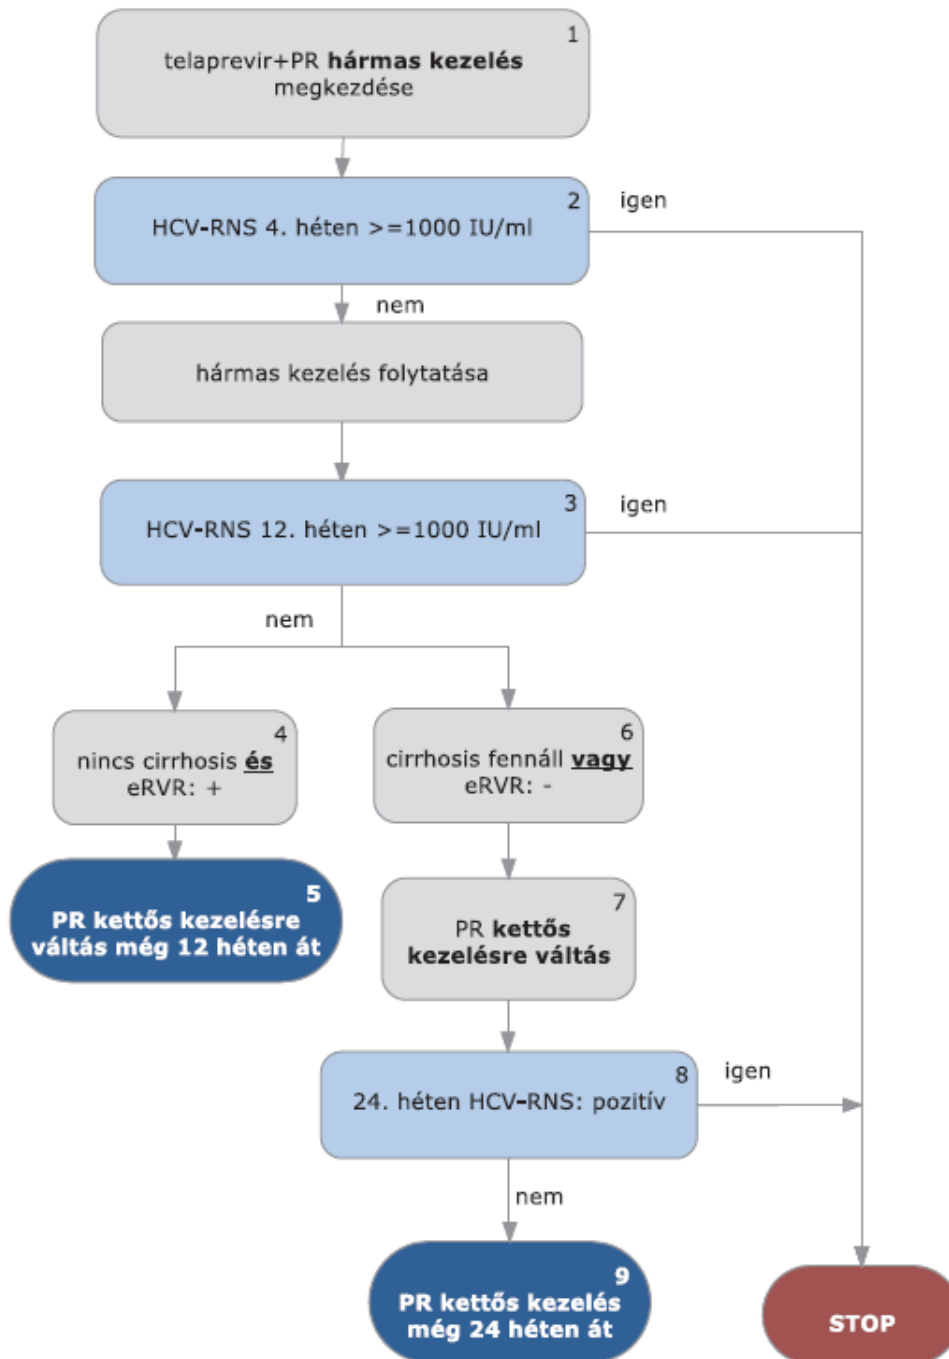 1
telaprevir+PR hármas kezelés
megkezdése
2
HCV-RNS 4. héten >=1000 IU/ml
igen
nem
hármas kezelés folytatása
3
HCV-RNS 12. héten >=1000 IU/ml
igen
nem
4
nincs cirrhosis és
eRVR: +
6
cirrhosis fennáll vagy
eRVR: -
5
PR kettős kezelésre
váltás még 12 héten át
7
PR kettős
kezelésre váltás
8
24. héten HCV-RNS: pozitív
igen
nem
9
PR kettős kezelés
még 24 héten át
STOP